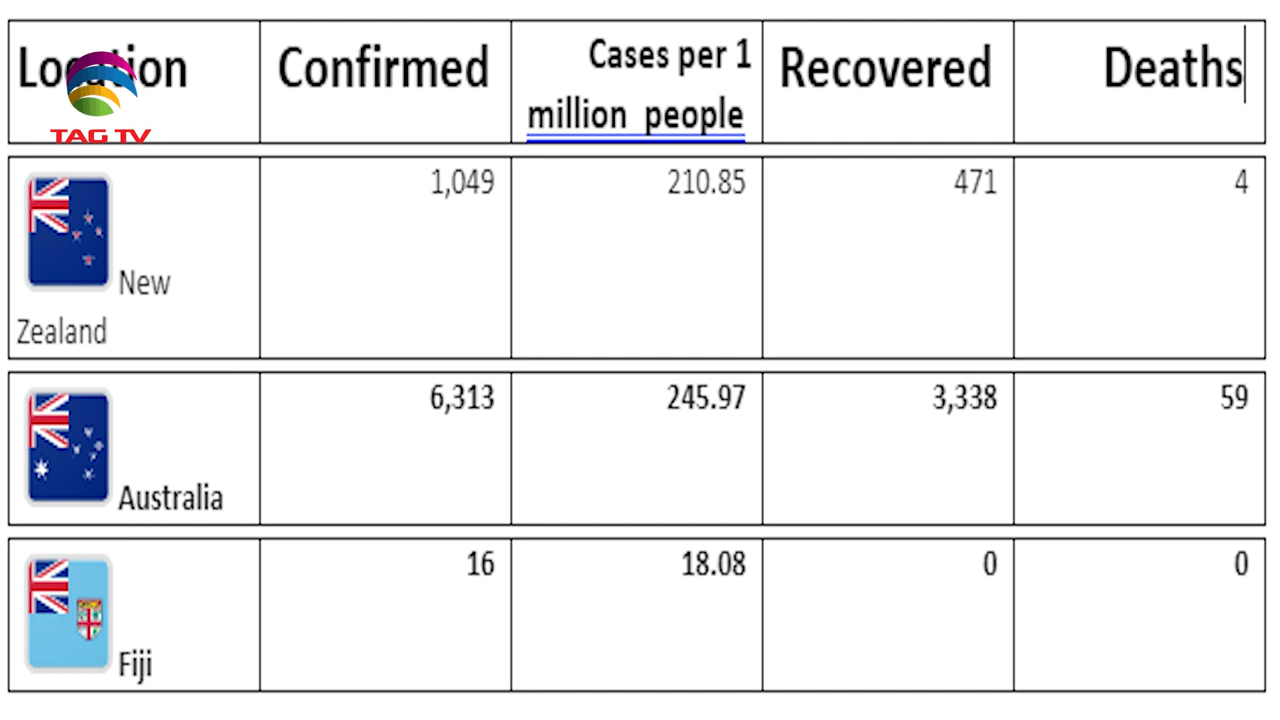 Location Confirmed Cases per 1 Recovered Deaths
million people
TAG TV
1,049 210.85 471 4
New
Zealand
6,313 245.97 3,338 59
Australia
16 18.08 0 0
Fiji